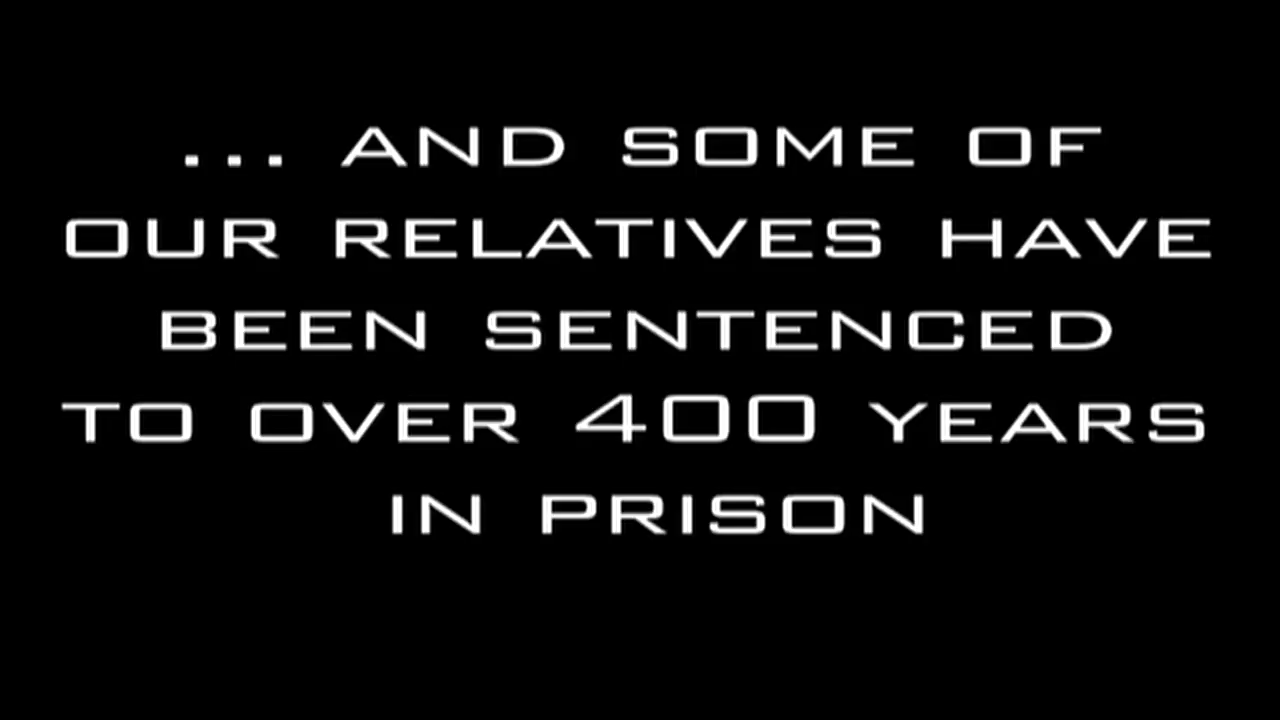 ... AND SOME OF
OUR RELATIVES HAVE
BEEN SENTENCED
TO OVER 400 YEARS
IN PRISON